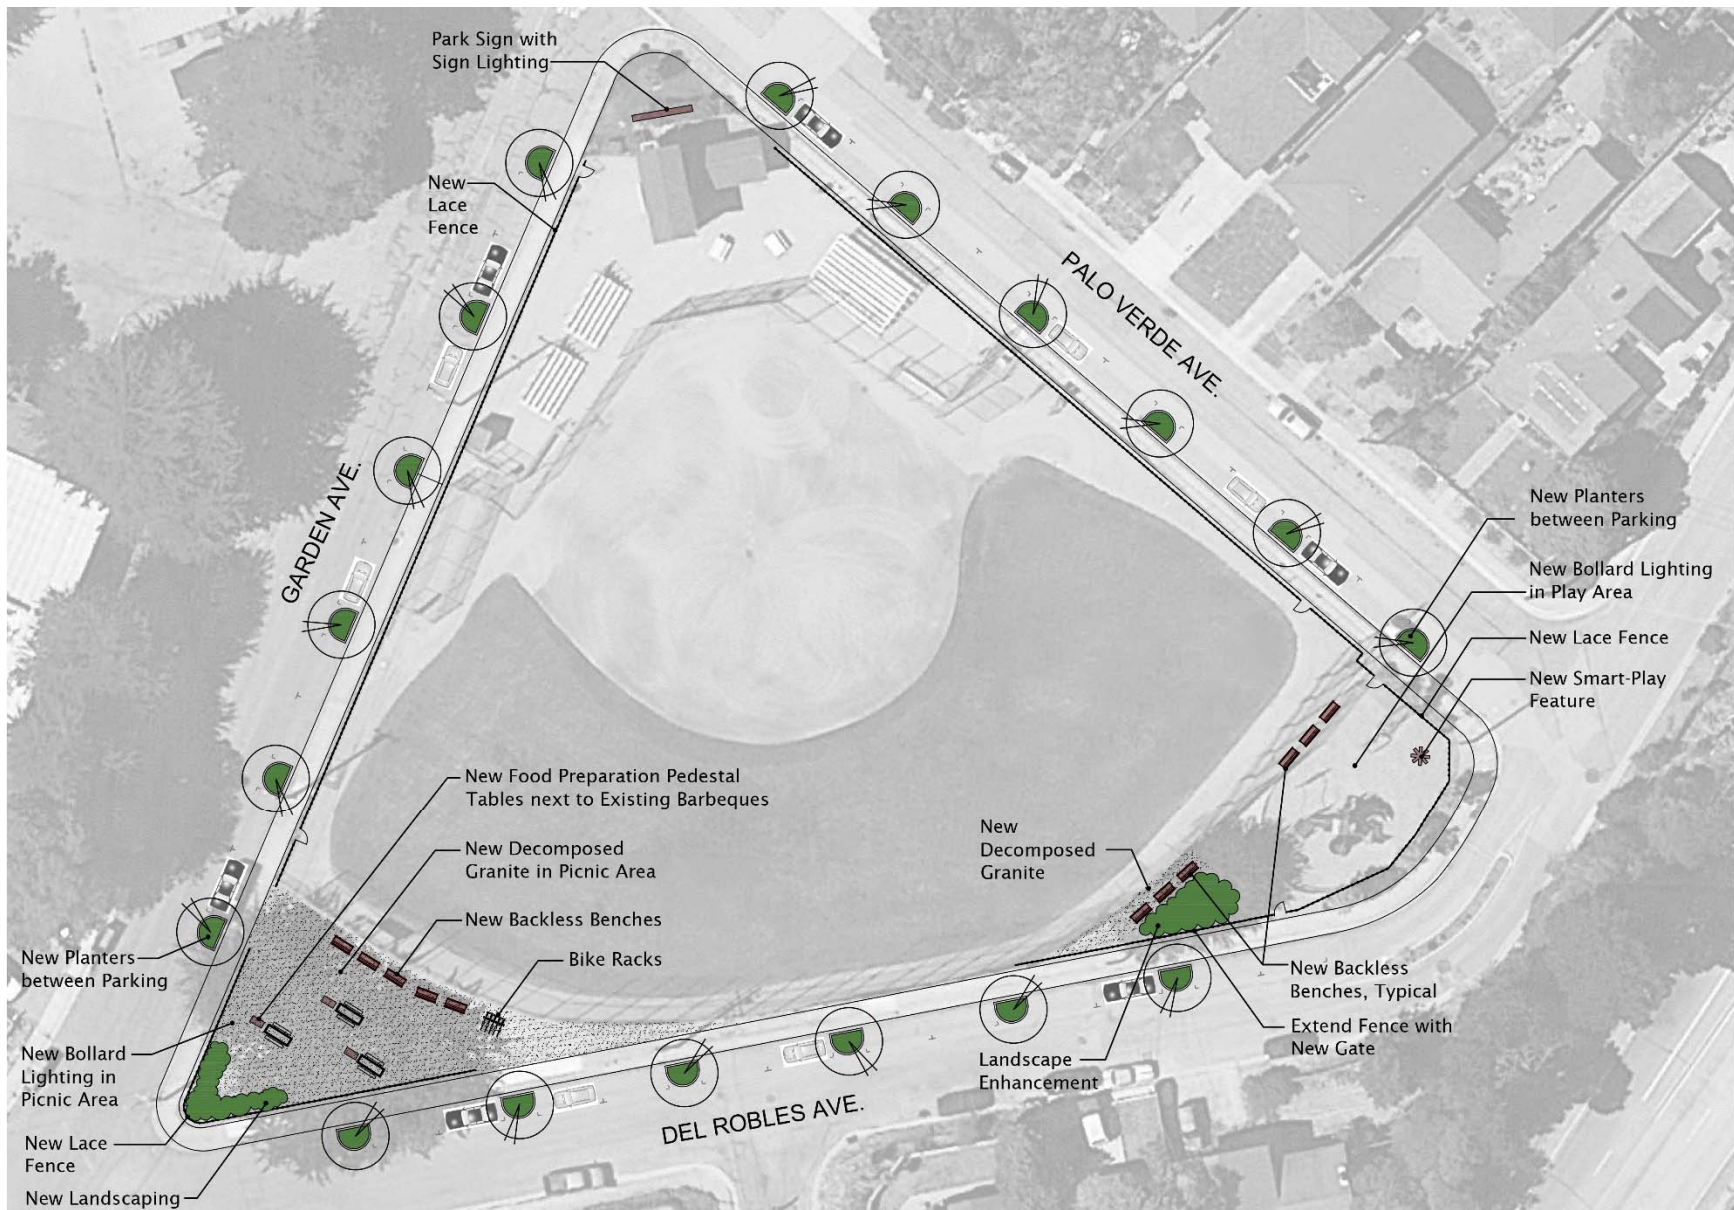 Park Sign with
Sign Lighting
New
Lace
Fence
PALO VERDE AVE.
GARDEN AVE.
New Planters
between Parking
New Bollard Lighting
in Play Area
New Lace Fence
New Smart-Play
Feature
New Food Preparation Pedestal
Tables next to Existing Barbeques
New Decomposed
Granite in Picnic Area
New Backless Benches
Bike Racks
New
Decomposed
Granite
New Planters
between Parking
New Bollard
Lighting in
Picnic Area
New Lace
Fence
New Landscaping
Landscape
Enhancement
New Backless
Benches, Typical
Extend Fence with
New Gate
DEL ROBLES AVE.